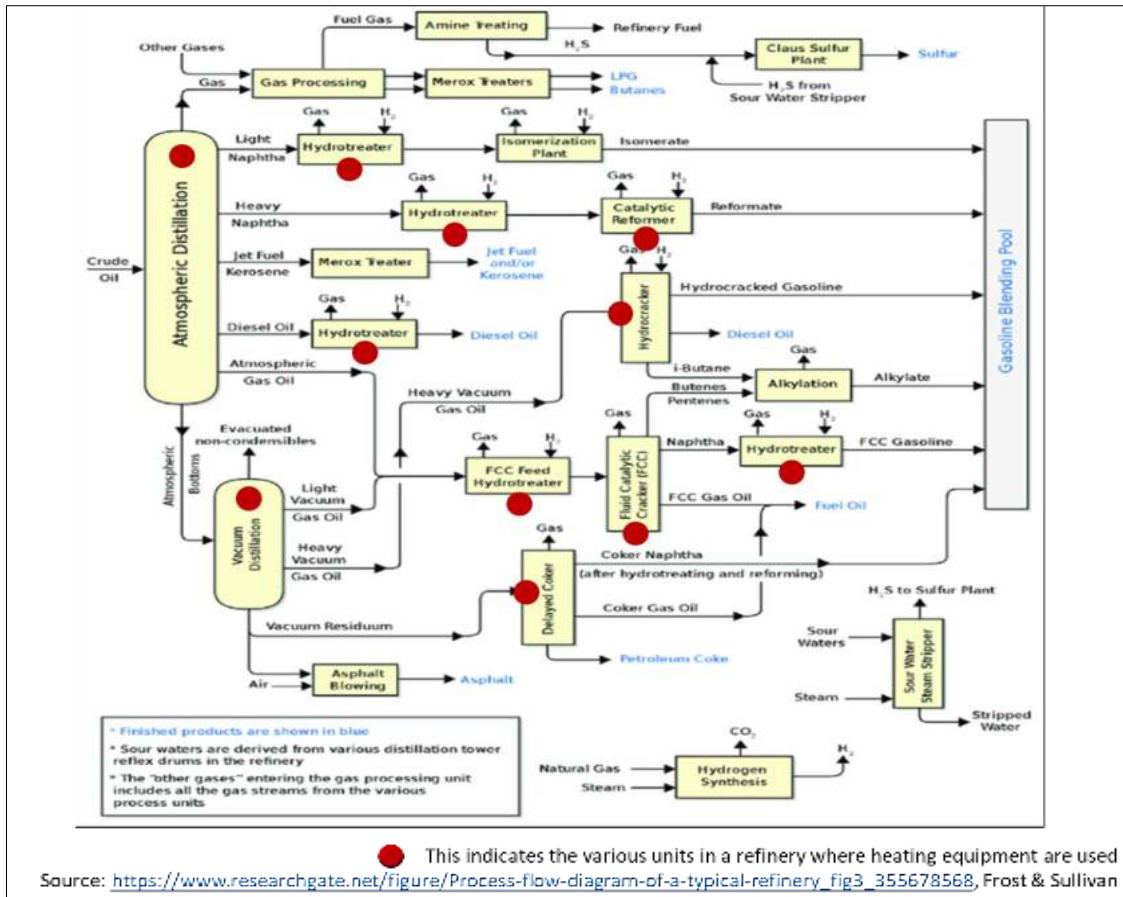 Fuel Gas
Amine Treating
Refinery Fuel
Other Gases
H₂S
Claus Sulfur
Plant
Sulfur
Gas
Gas Processing
Merox Treaters
LPG
Butanes
H₂S from
Sour Water Stripper
Light
Naphtha
Gas
H₂
Hydrotreater
Gas
H₂
Isomerization
Plant
Isomerate
Heavy
Naphtha
Gas
H₂
Hydrotreater
Gas
H₂
Catalytic
Reformer
Reformate
Crude
Oil
Atmospheric Distillation
Jet Fuel
Kerosene
Merox Treater
Jet Fuel
and/or
Kerosene
Gas
H₂
Hydrocracker
Hydrocracked Gasoline
Diesel Oil
Gas
H₂
Hydrotreater
Diesel Oil
Diesel Oil
Atmospheric
Gas Oil
i-Butane
Butenes
Pentenes
Gas
Alkylation
Alkylate
Heavy Vacuum
Gas Oil
Gasoline Blending Pool
Atmospheric
Bottoms
Evacuated
non-condensibles
Gas
H₂
FCC Feed
Hydrotreater
Gas
Fluid Catalytic
Cracker (FCC)
Naphtha
Gas
H₂
Hydrotreater
FCC Gasoline
Vacuum
Distillation
Light
Vacuum
Gas Oil
FCC Gas Oil
Fuel Oil
Heavy
Vacuum
Gas Oil
Gas
Delayed Coker
Coker Naphtha
(after hydrotreating and reforming)
Coker Gas Oil
Vacuum Residuum
Petroleum Coke
Air
Asphalt
Blowing
Asphalt
H₂S to Sulfur Plant
Sour
Waters
Sour Water
Steam Stripper
Steam
Stripped
Water
* Finished products are shown in blue
* Sour waters are derived from various distillation tower
reflex drums in the refinery
* The "other gases" entering the gas processing unit
includes all the gas streams from the various
process units
Natural Gas
Steam
CO₂
Hydrogen
Synthesis
H₂
This indicates the various units in a refinery where heating equipment are used
Source: https://www.researchgate.net/figure/Process-flow-diagram-of-a-typical-refinery_fig3_355678568, Frost & Sullivan